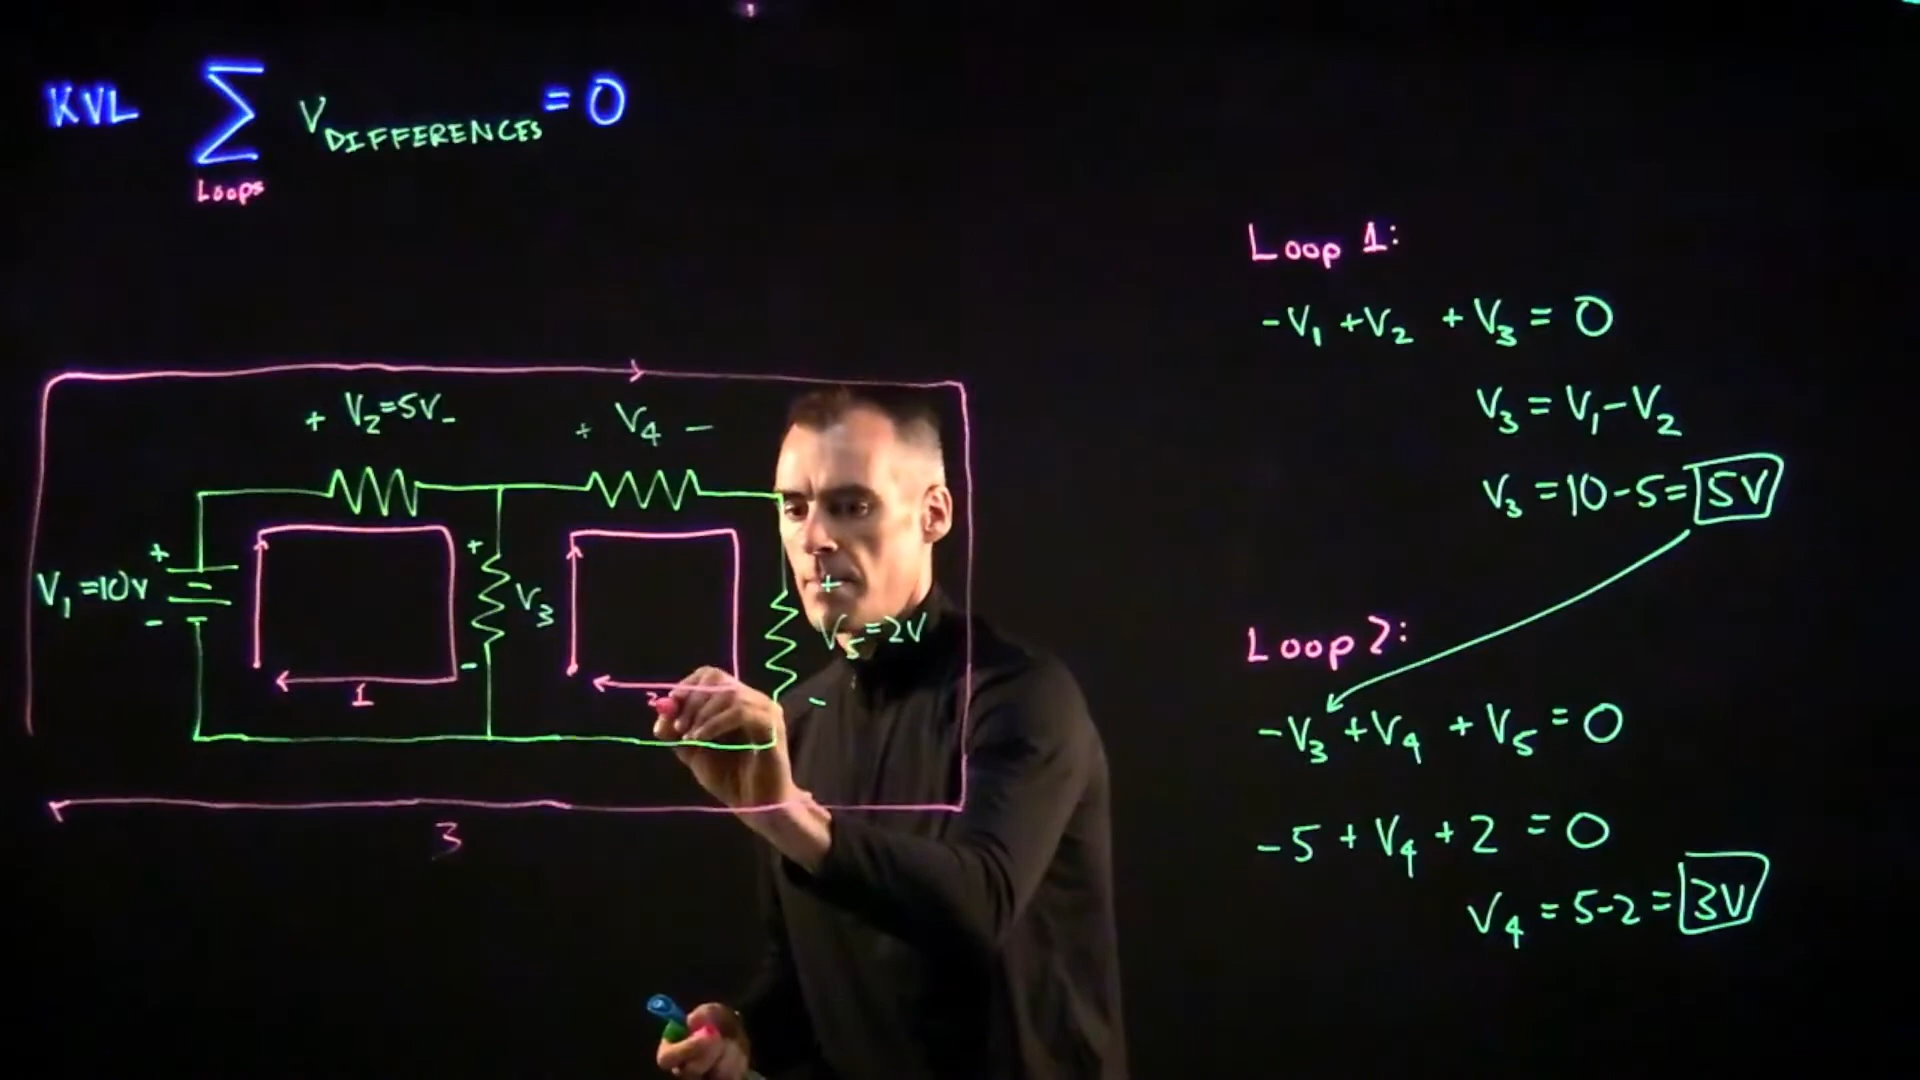 KVL ∑ V DIFFERENCES = 0
Loops
+ V₂=5V -
+ V₄ -
+
V₁=10V
-
+
V₃
-
+
V₅=2V
-
1
2
3
Loop 1:
-V₁ +V₂ +V₃ = 0
V₃ = V₁-V₂
V₃ =10-5= 5V
Loop 2:
-V₃ +V₄ +V₅ = 0
-5 + V₄ + 2 = 0
V₄ = 5-2 = 3V